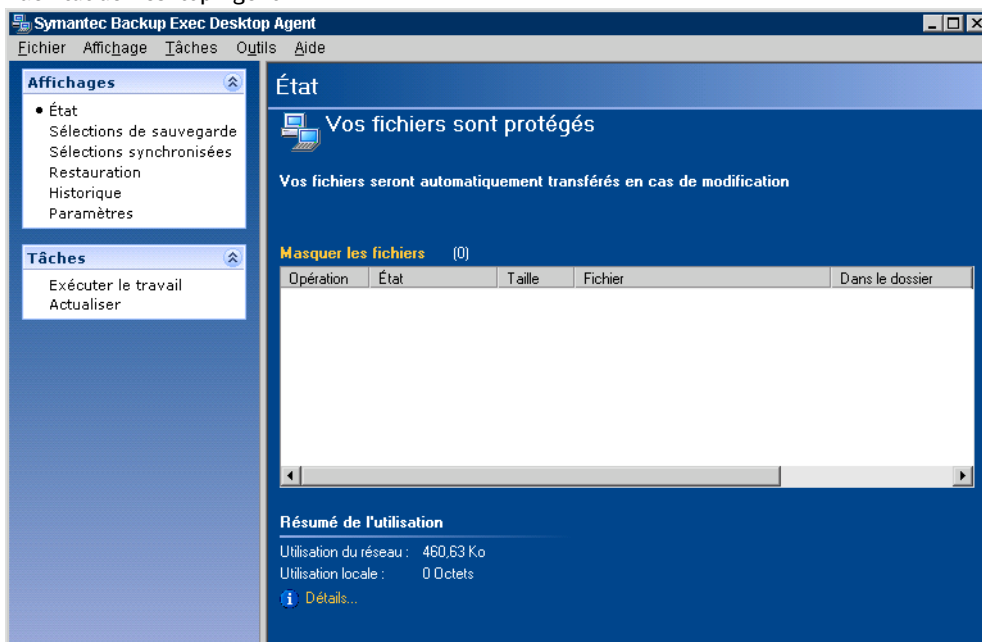 Symantec Backup Exec Desktop Agent
Fichier Affichage Tâches Outils Aide
Affichages
État
Sélections de sauvegarde
Sélections synchronisées
Restauration
Historique
Paramètres
Tâches
Exécuter le travail
Actualiser
État
Vos fichiers sont protégés
Vos fichiers seront automatiquement transférés en cas de modification
Masquer les fichiers (0)
Opération État Taille Fichier Dans le dossier
Résumé de l'utilisation
Utilisation du réseau : 460,63 Ko
Utilisation locale : 0 Octets
Détails...